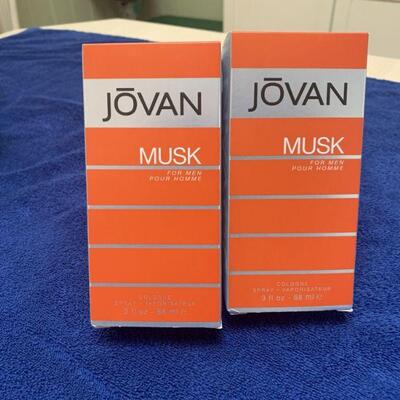 JŌVAN
MUSK
FOR MEN
POUR HOMME
COLOGNE
SPRAY - VAPORISATEUR
3 fl oz - 88 ml ℮
JŌVAN
MUSK
FOR MEN
POUR HOMME
COLOGNE
SPRAY - VAPORISATEUR
3 fl oz - 88 ml ℮